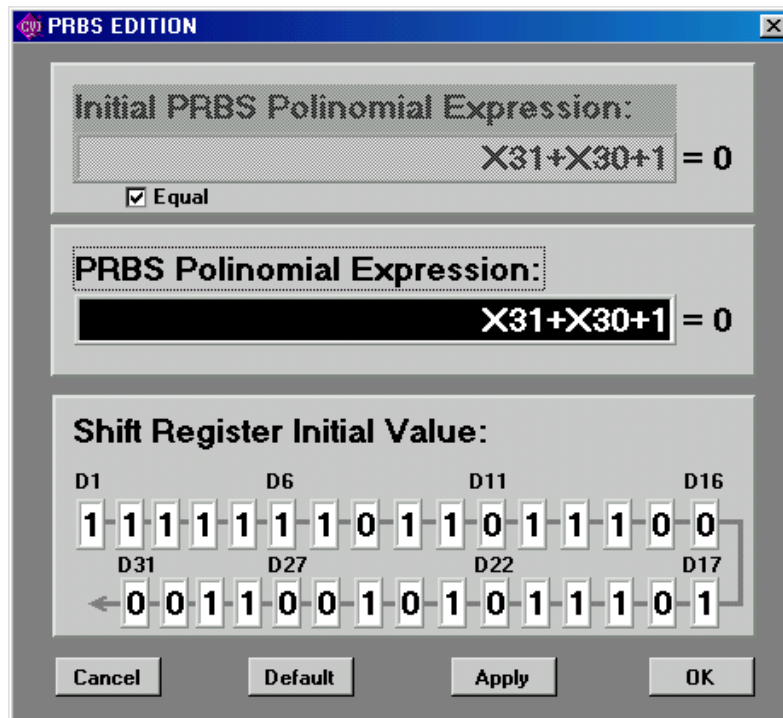 CVI PRBS EDITION
Initial PRBS Polinomial Expression:
X31+X30+1 = 0
Equal
PRBS Polinomial Expression:
X31+X30+1 = 0
Shift Register Initial Value:
D1 D6 D11 D16
1 1 1 1 1 1 1 0 1 1 0 1 1 1 0 0
D31 D27 D22 D17
0 0 1 1 0 0 1 0 1 0 1 1 1 0 1
Cancel Default Apply OK